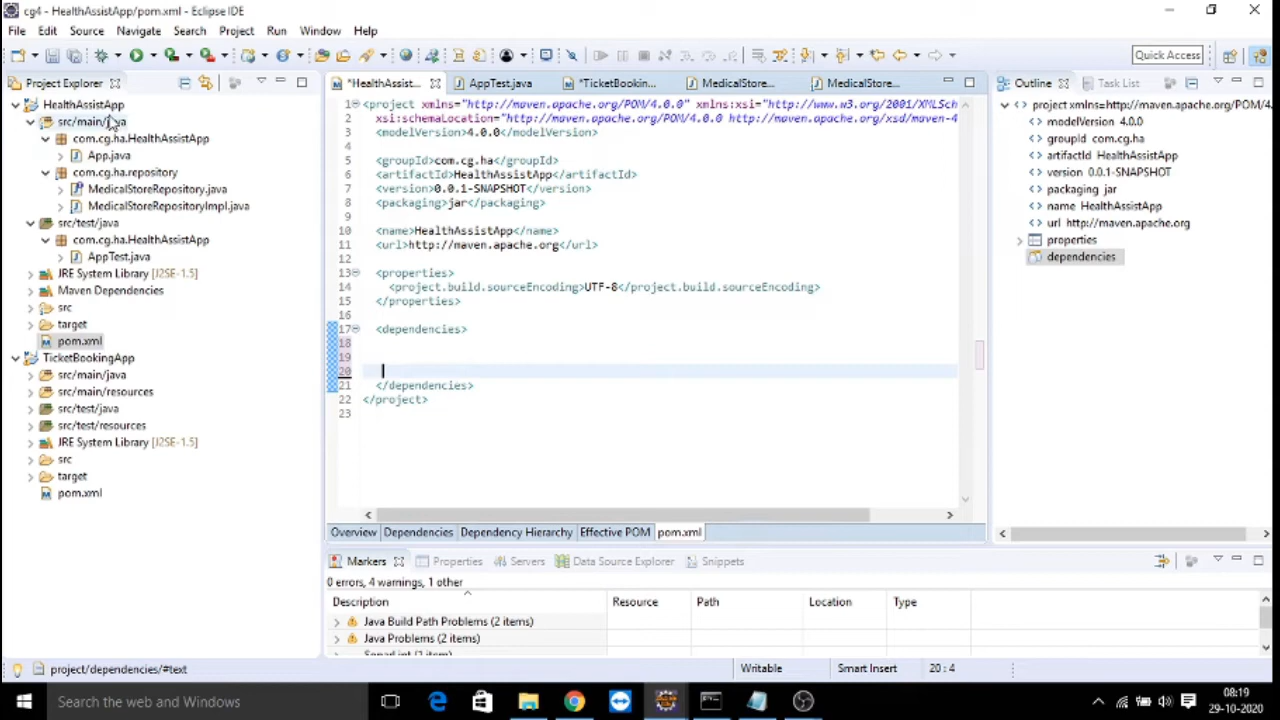 cg4 - HealthAssistApp/pom.xml - Eclipse IDE
File Edit Source Navigate Search Project Run Window Help
Quick Access
Project Explorer
HealthAssistApp
src/main/java
com.cg.ha.HealthAssistApp
App.java
com.cg.ha.repository
MedicalStoreRepository.java
MedicalStoreRepositoryImpl.java
src/test/java
com.cg.ha.HealthAssistApp
AppTest.java
JRE System Library [J2SE-1.5]
Maven Dependencies
src
target
pom.xml
TicketBookingApp
src/main/java
src/main/resources
src/test/java
src/test/resources
JRE System Library [J2SE-1.5]
src
target
pom.xml
*HealthAssist... AppTest.java *TicketBookin... MedicalStore... MedicalStore...
1 <project xmlns="http://maven.apache.org/POM/4.0.0" xmlns:xsi="http://www.w3.org/2001/XMLSch
2 xsi:schemaLocation="http://maven.apache.org/POM/4.0.0 http://maven.apache.org/xsd/maven-4
3 <modelVersion>4.0.0</modelVersion>
4
5 <groupId>com.cg.ha</groupId>
6 <artifactId>HealthAssistApp</artifactId>
7 <version>0.0.1-SNAPSHOT</version>
8 <packaging>jar</packaging>
9
10 <name>HealthAssistApp</name>
11 <url>http://maven.apache.org</url>
12
13 <properties>
14 <project.build.sourceEncoding>UTF-8</project.build.sourceEncoding>
15 </properties>
16
17 <dependencies>
18
19
20
21 </dependencies>
22 </project>
23
Overview Dependencies Dependency Hierarchy Effective POM pom.xml
Outline Task List
project xmlns=http://maven.apache.org/POM/4.
modelVersion 4.0.0
groupId com.cg.ha
artifactId HealthAssistApp
version 0.0.1-SNAPSHOT
packaging jar
name HealthAssistApp
url http://maven.apache.org
properties
dependencies
Markers Properties Servers Data Source Explorer Snippets
0 errors, 4 warnings, 1 other
Description Resource Path Location Type
Java Build Path Problems (2 items)
Java Problems (2 items)
project/dependencies/#text Writable Smart Insert 20 : 4
Search the web and Windows
08:19
29-10-2020